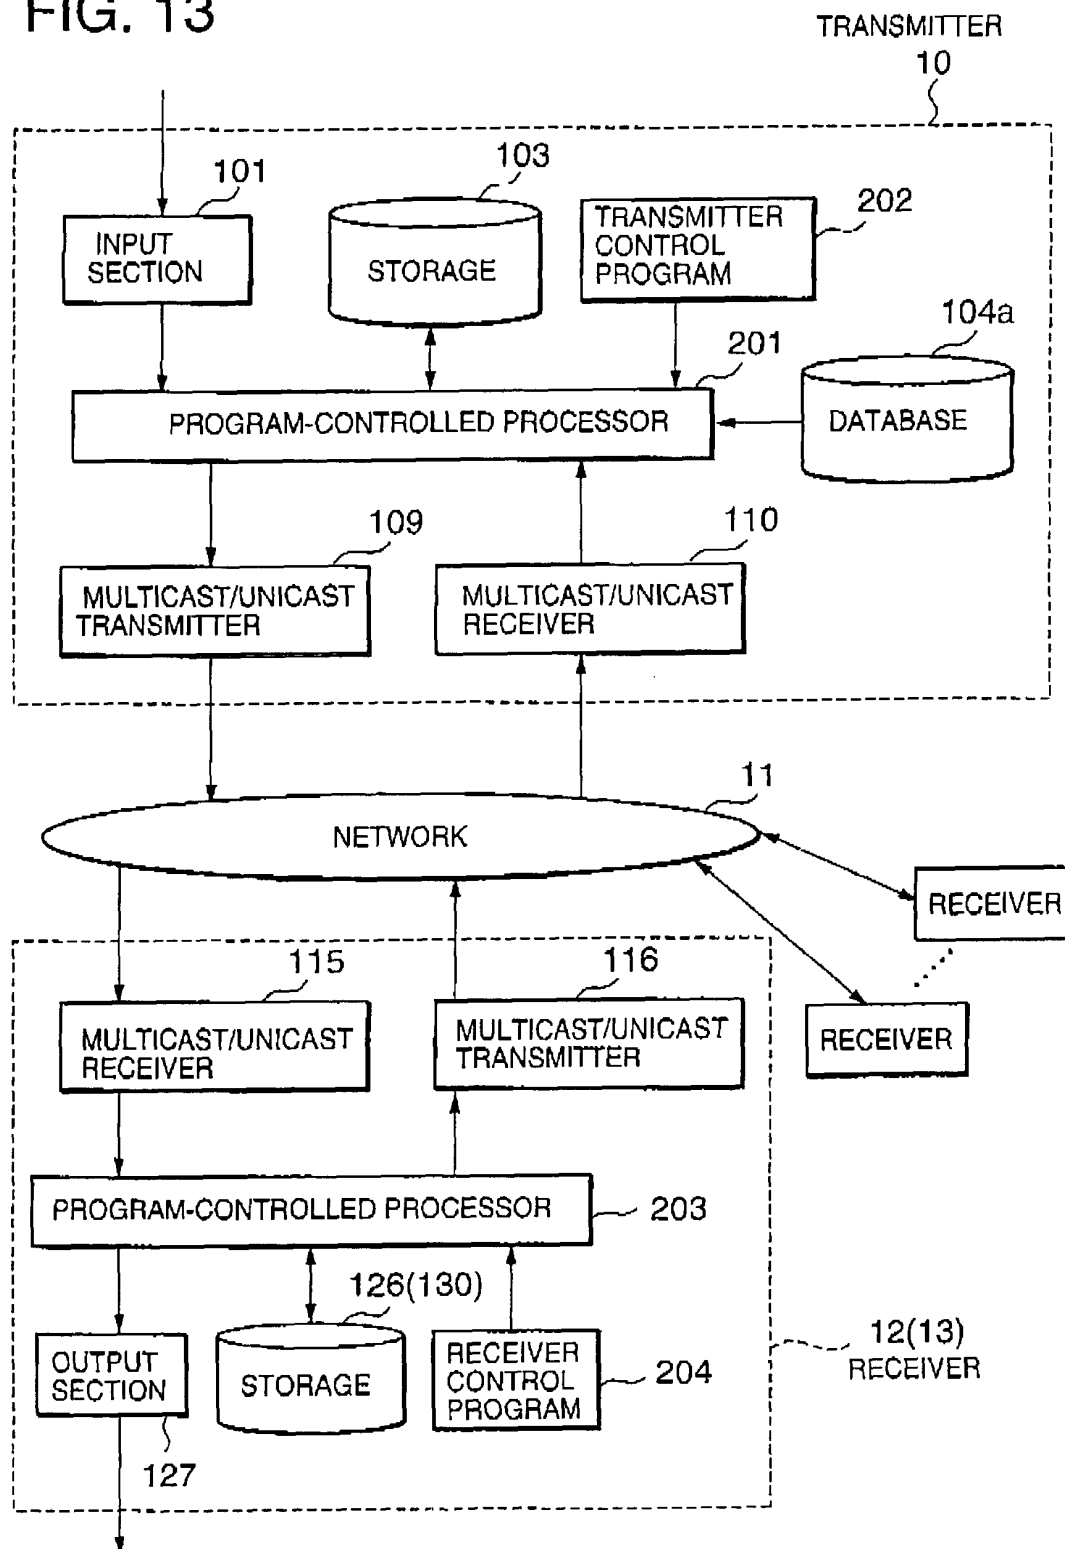 FIG. 13
TRANSMITTER
10
101
103
202
INPUT
SECTION
STORAGE
TRANSMITTER
CONTROL
PROGRAM
104a
201
PROGRAM-CONTROLLED PROCESSOR
DATABASE
109
110
MULTICAST/UNICAST
TRANSMITTER
MULTICAST/UNICAST
RECEIVER
11
NETWORK
RECEIVER
115
116
MULTICAST/UNICAST
RECEIVER
MULTICAST/UNICAST
TRANSMITTER
RECEIVER
PROGRAM-CONTROLLED PROCESSOR
203
126(130)
OUTPUT
SECTION
STORAGE
RECEIVER
CONTROL
PROGRAM
204
12(13)
RECEIVER
127